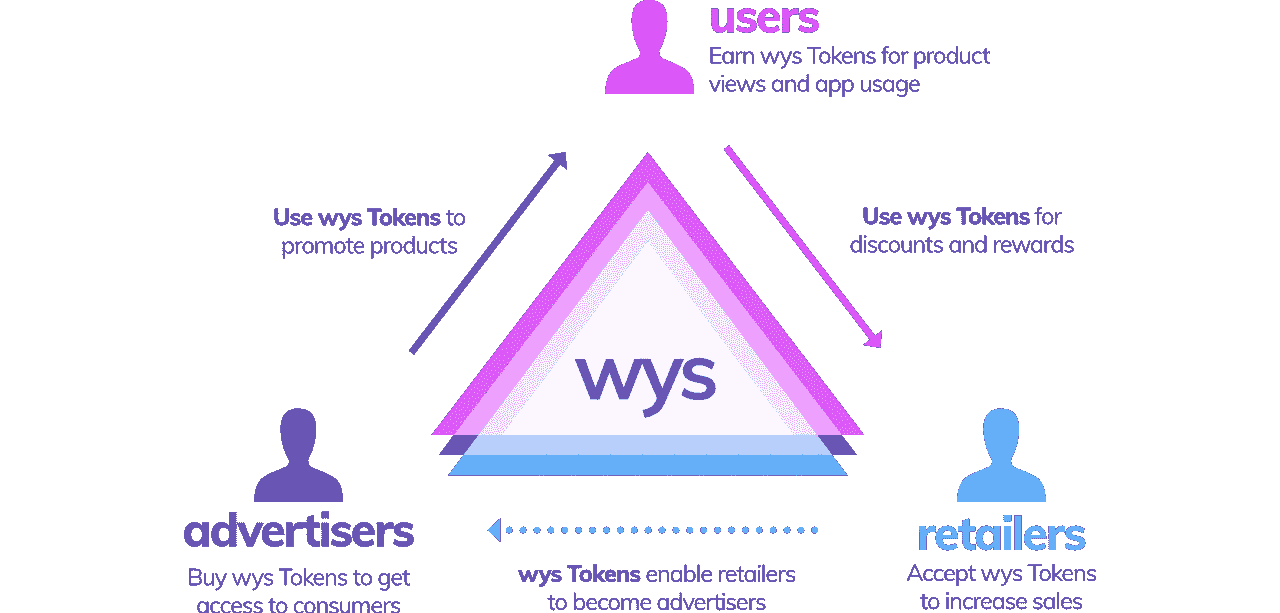 users
Earn wys Tokens for product
views and app usage
Use wys Tokens to
promote products
Use wys Tokens for
discounts and rewards
wys
advertisers
Buy wys Tokens to get
access to consumers
wys Tokens enable retailers
to become advertisers
retailers
Accept wys Tokens
to increase sales